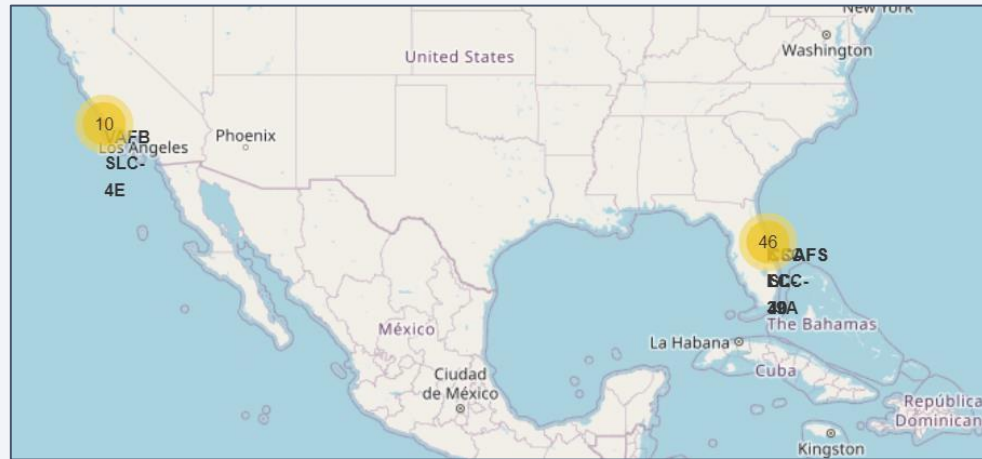 New York
Washington
United States
10
VAFB
SLC-
4E
Los Angeles
Phoenix
46
The Bahamas
México
La Habana
Cuba
Ciudad
de México
República
Dominican
Kingston